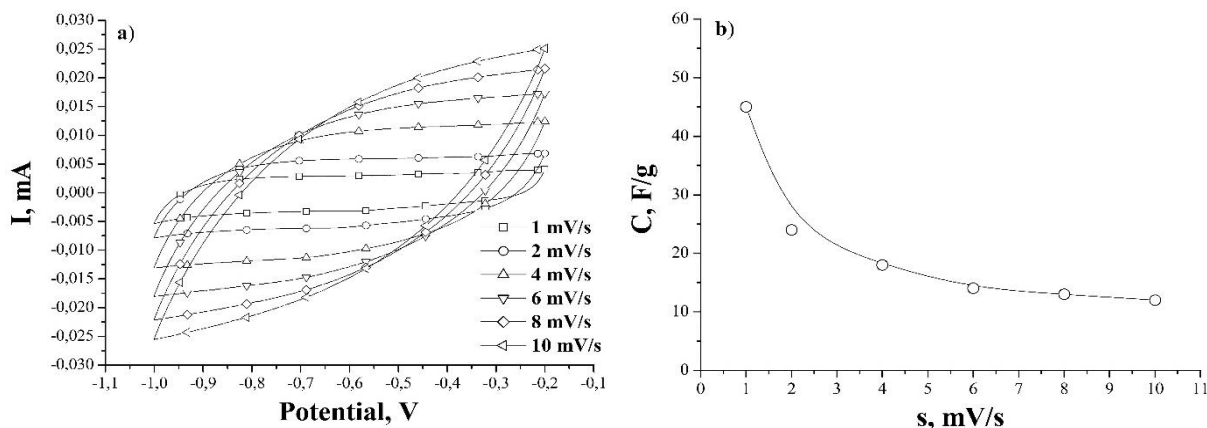 a)
I, mA
0,030
0,025
0,020
0,015
0,010
0,005
0,000
-0,005
-0,010
-0,015
-0,020
-0,025
-0,030
1 mV/s
2 mV/s
4 mV/s
6 mV/s
8 mV/s
10 mV/s
-1,1 -1,0 -0,9 -0,8 -0,7 -0,6 -0,5 -0,4 -0,3 -0,2 -0,1
Potential, V
b)
C, F/g
60
50
40
30
20
10
0
0 1 2 3 4 5 6 7 8 9 10 11
s, mV/s